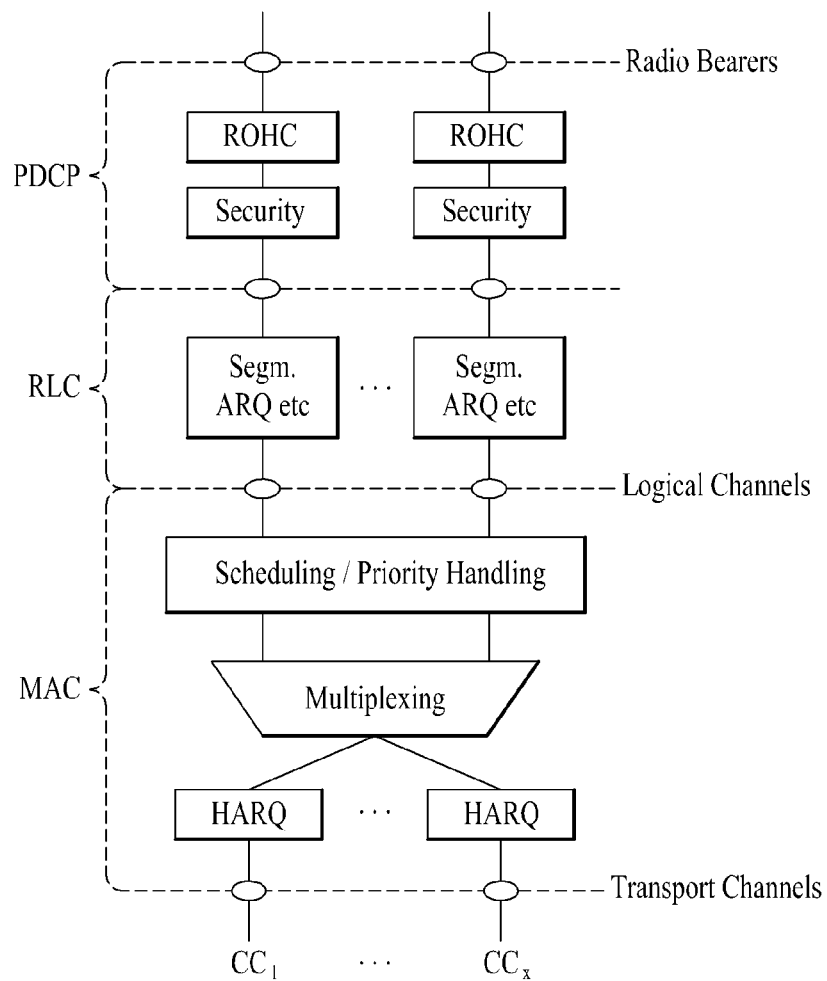 Radio Bearers
ROHC ROHC
PDCP
Security Security
Segm. ARQ etc ... Segm. ARQ etc
RLC
Logical Channels
Scheduling / Priority Handling
MAC
Multiplexing
HARQ ... HARQ
Transport Channels
CC₁ ... CCₓ